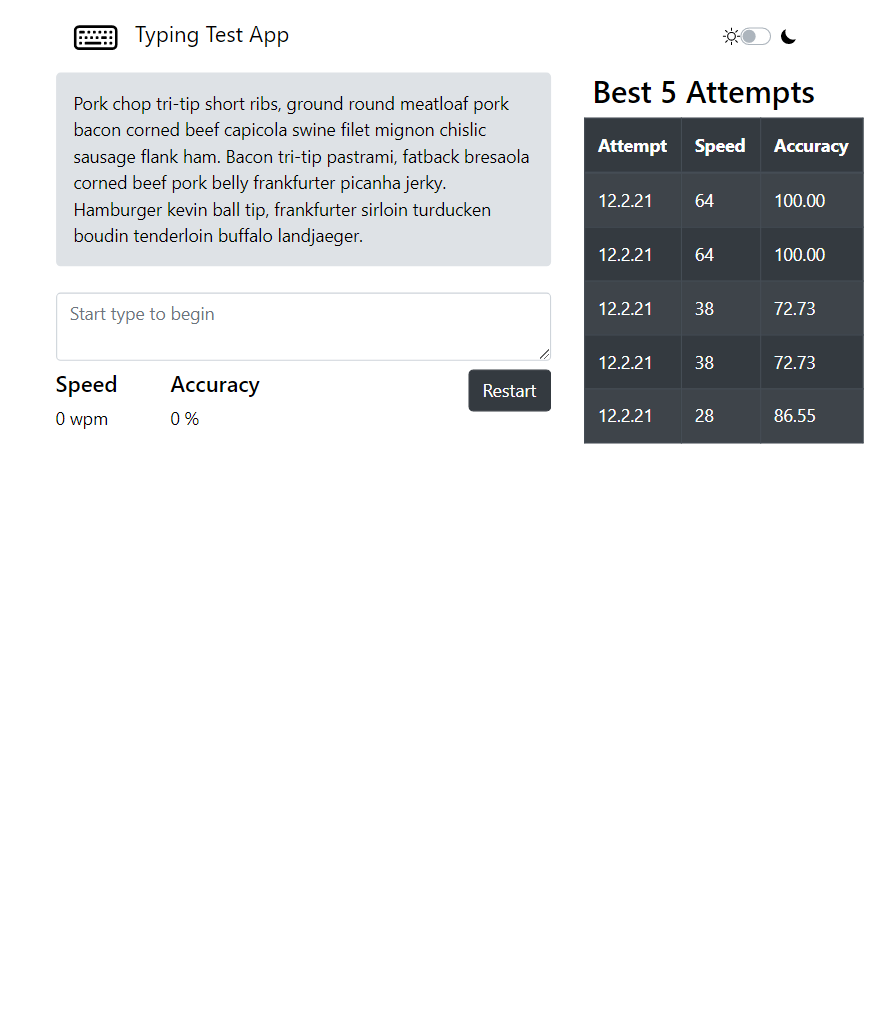 Typing Test App
Pork chop tri-tip short ribs, ground round meatloaf pork
bacon corned beef capicola swine filet mignon chislic
sausage flank ham. Bacon tri-tip pastrami, fatback bresaola
corned beef pork belly frankfurter picanha jerky.
Hamburger kevin ball tip, frankfurter sirloin turducken
boudin tenderloin buffalo landjaeger.
Start type to begin
Speed Accuracy Restart
0 wpm 0 %
Best 5 Attempts
Attempt Speed Accuracy
12.2.21 64 100.00
12.2.21 64 100.00
12.2.21 38 72.73
12.2.21 38 72.73
12.2.21 28 86.55